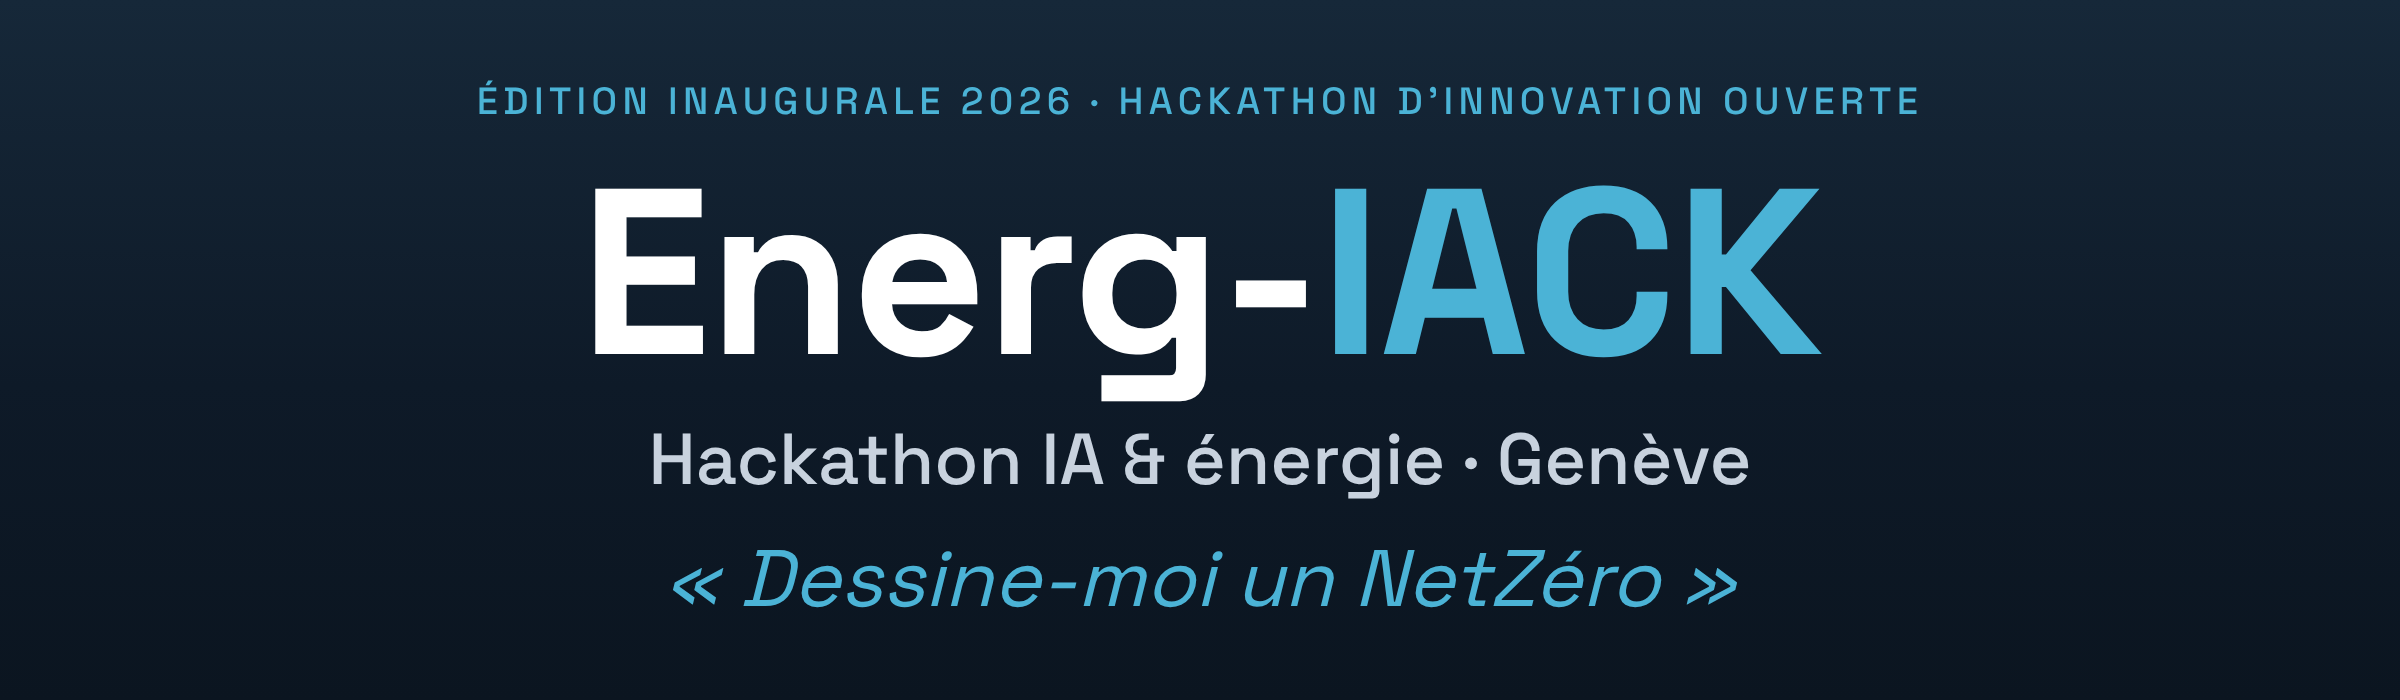 ÉDITION INAUGURALE 2026 · HACKATHON D’INNOVATION OUVERTE
Energ-IACK
Hackathon IA & énergie · Genève
« Dessine-moi un NetZéro »